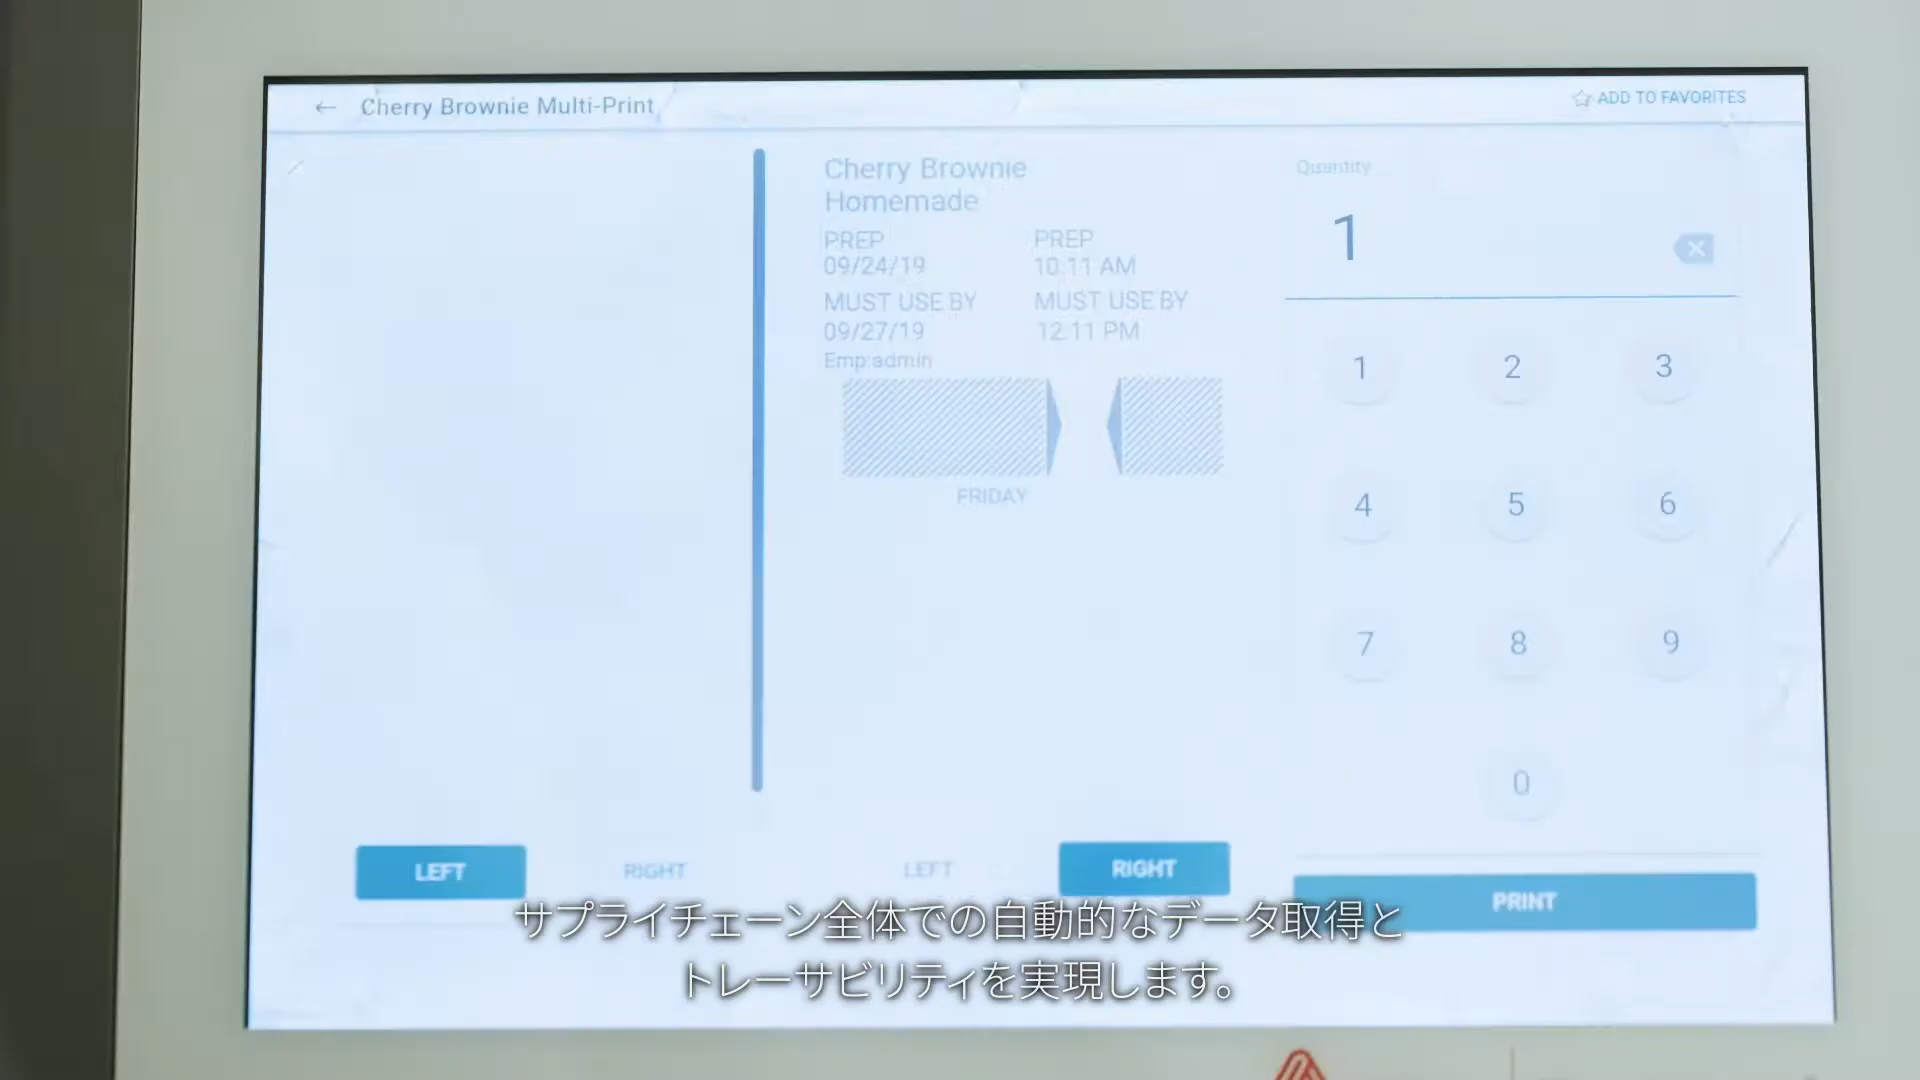 ← Cherry Brownie Multi-Print
ADD TO FAVORITES
Cherry Brownie
Homemade
PREP PREP
09/24/19 10:11 AM
MUST USE BY MUST USE BY
09/27/19 12:11 PM
Emp:admin
FRIDAY
Quantity
1
1 2 3
4 5 6
7 8 9
0
LEFT RIGHT LEFT RIGHT
PRINT
サプライチェーン全体での自動的なデータ取得と
トレーサビリティを実現します。